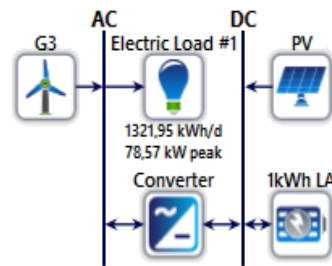 AC DC
G3 Electric Load #1 PV
1321,95 kWh/d
78,57 kW peak
Converter 1kWh LA